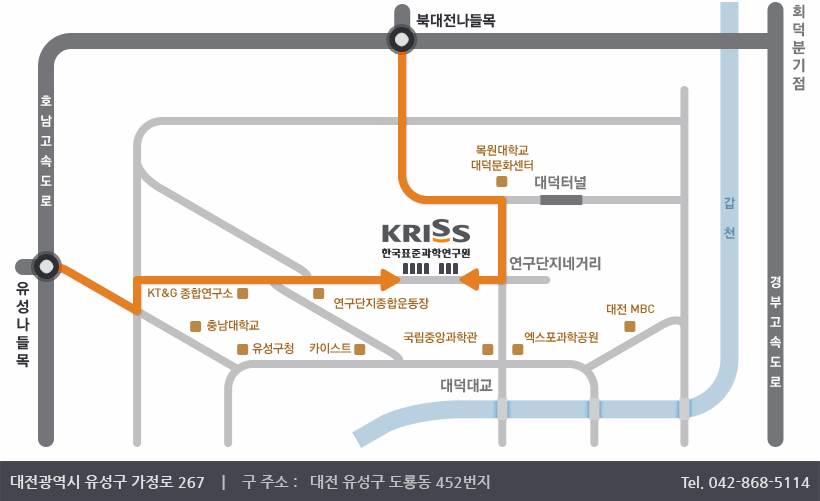 북대전나들목
회덕분기점
호남고속도로
목원대학교
대덕문화센터
대덕터널
갑천
KRISS
한국표준과학연구원
연구단지네거리
유성나들목
KT&G 종합연구소
연구단지종합운동장
경부고속도로
대전 MBC
충남대학교
국립중앙과학관
엑스포과학공원
유성구청
카이스트
대덕대교
대전광역시 유성구 가정로 267 | 구 주소 : 대전 유성구 도룡동 452번지 Tel. 042-868-5114